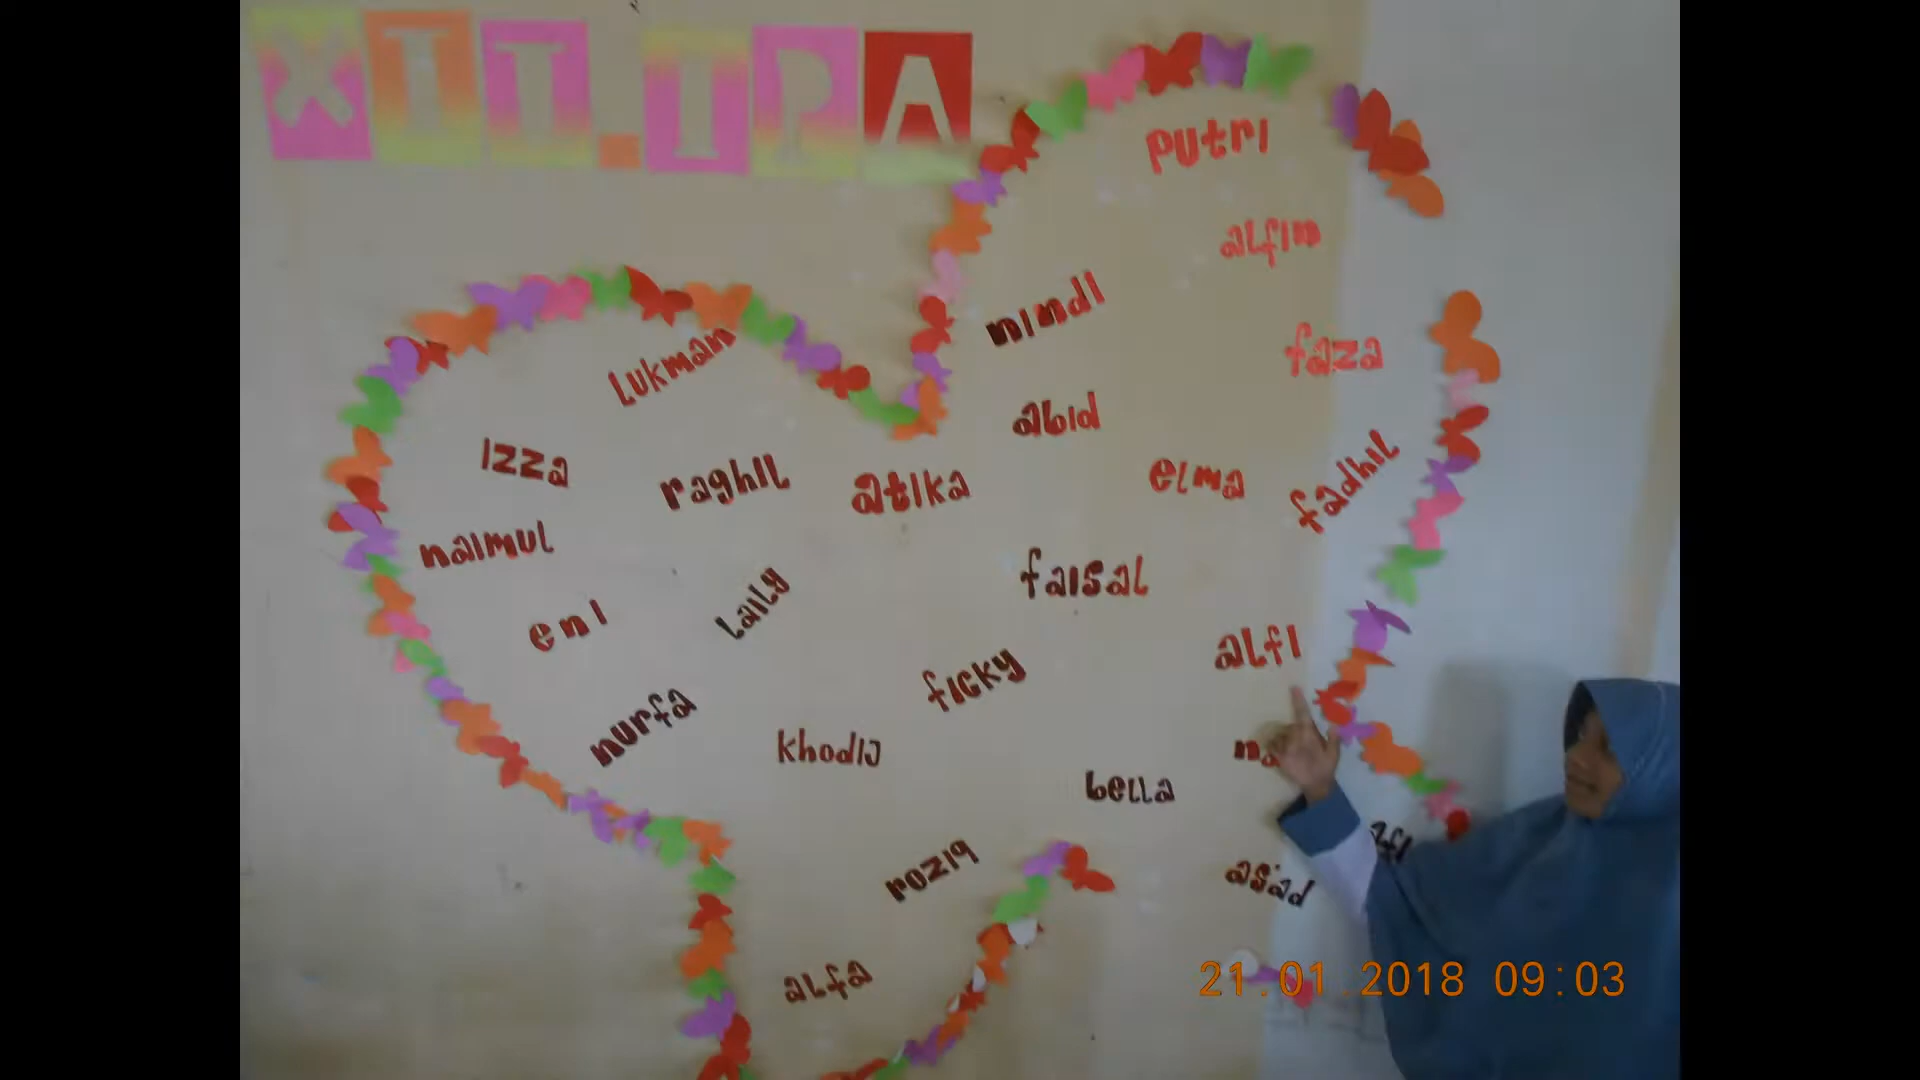 XII.IPA
putri
alfin
nindi
faza
lukman
abid
izza
raghil
atika
elma
fadhil
naimul
faisal
eni
laily
alfi
ficky
nurfa
khodij
bella
roziq
asad
alfa
21.01.2018 09:03